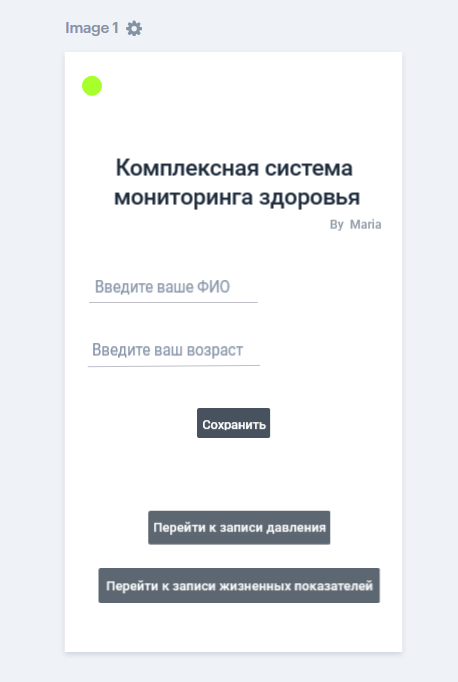 Image 1
Комплексная система
мониторинга здоровья
By Maria
Введите ваше ФИО
Введите ваш возраст
Сохранить
Перейти к записи давления
Перейти к записи жизненных показателей